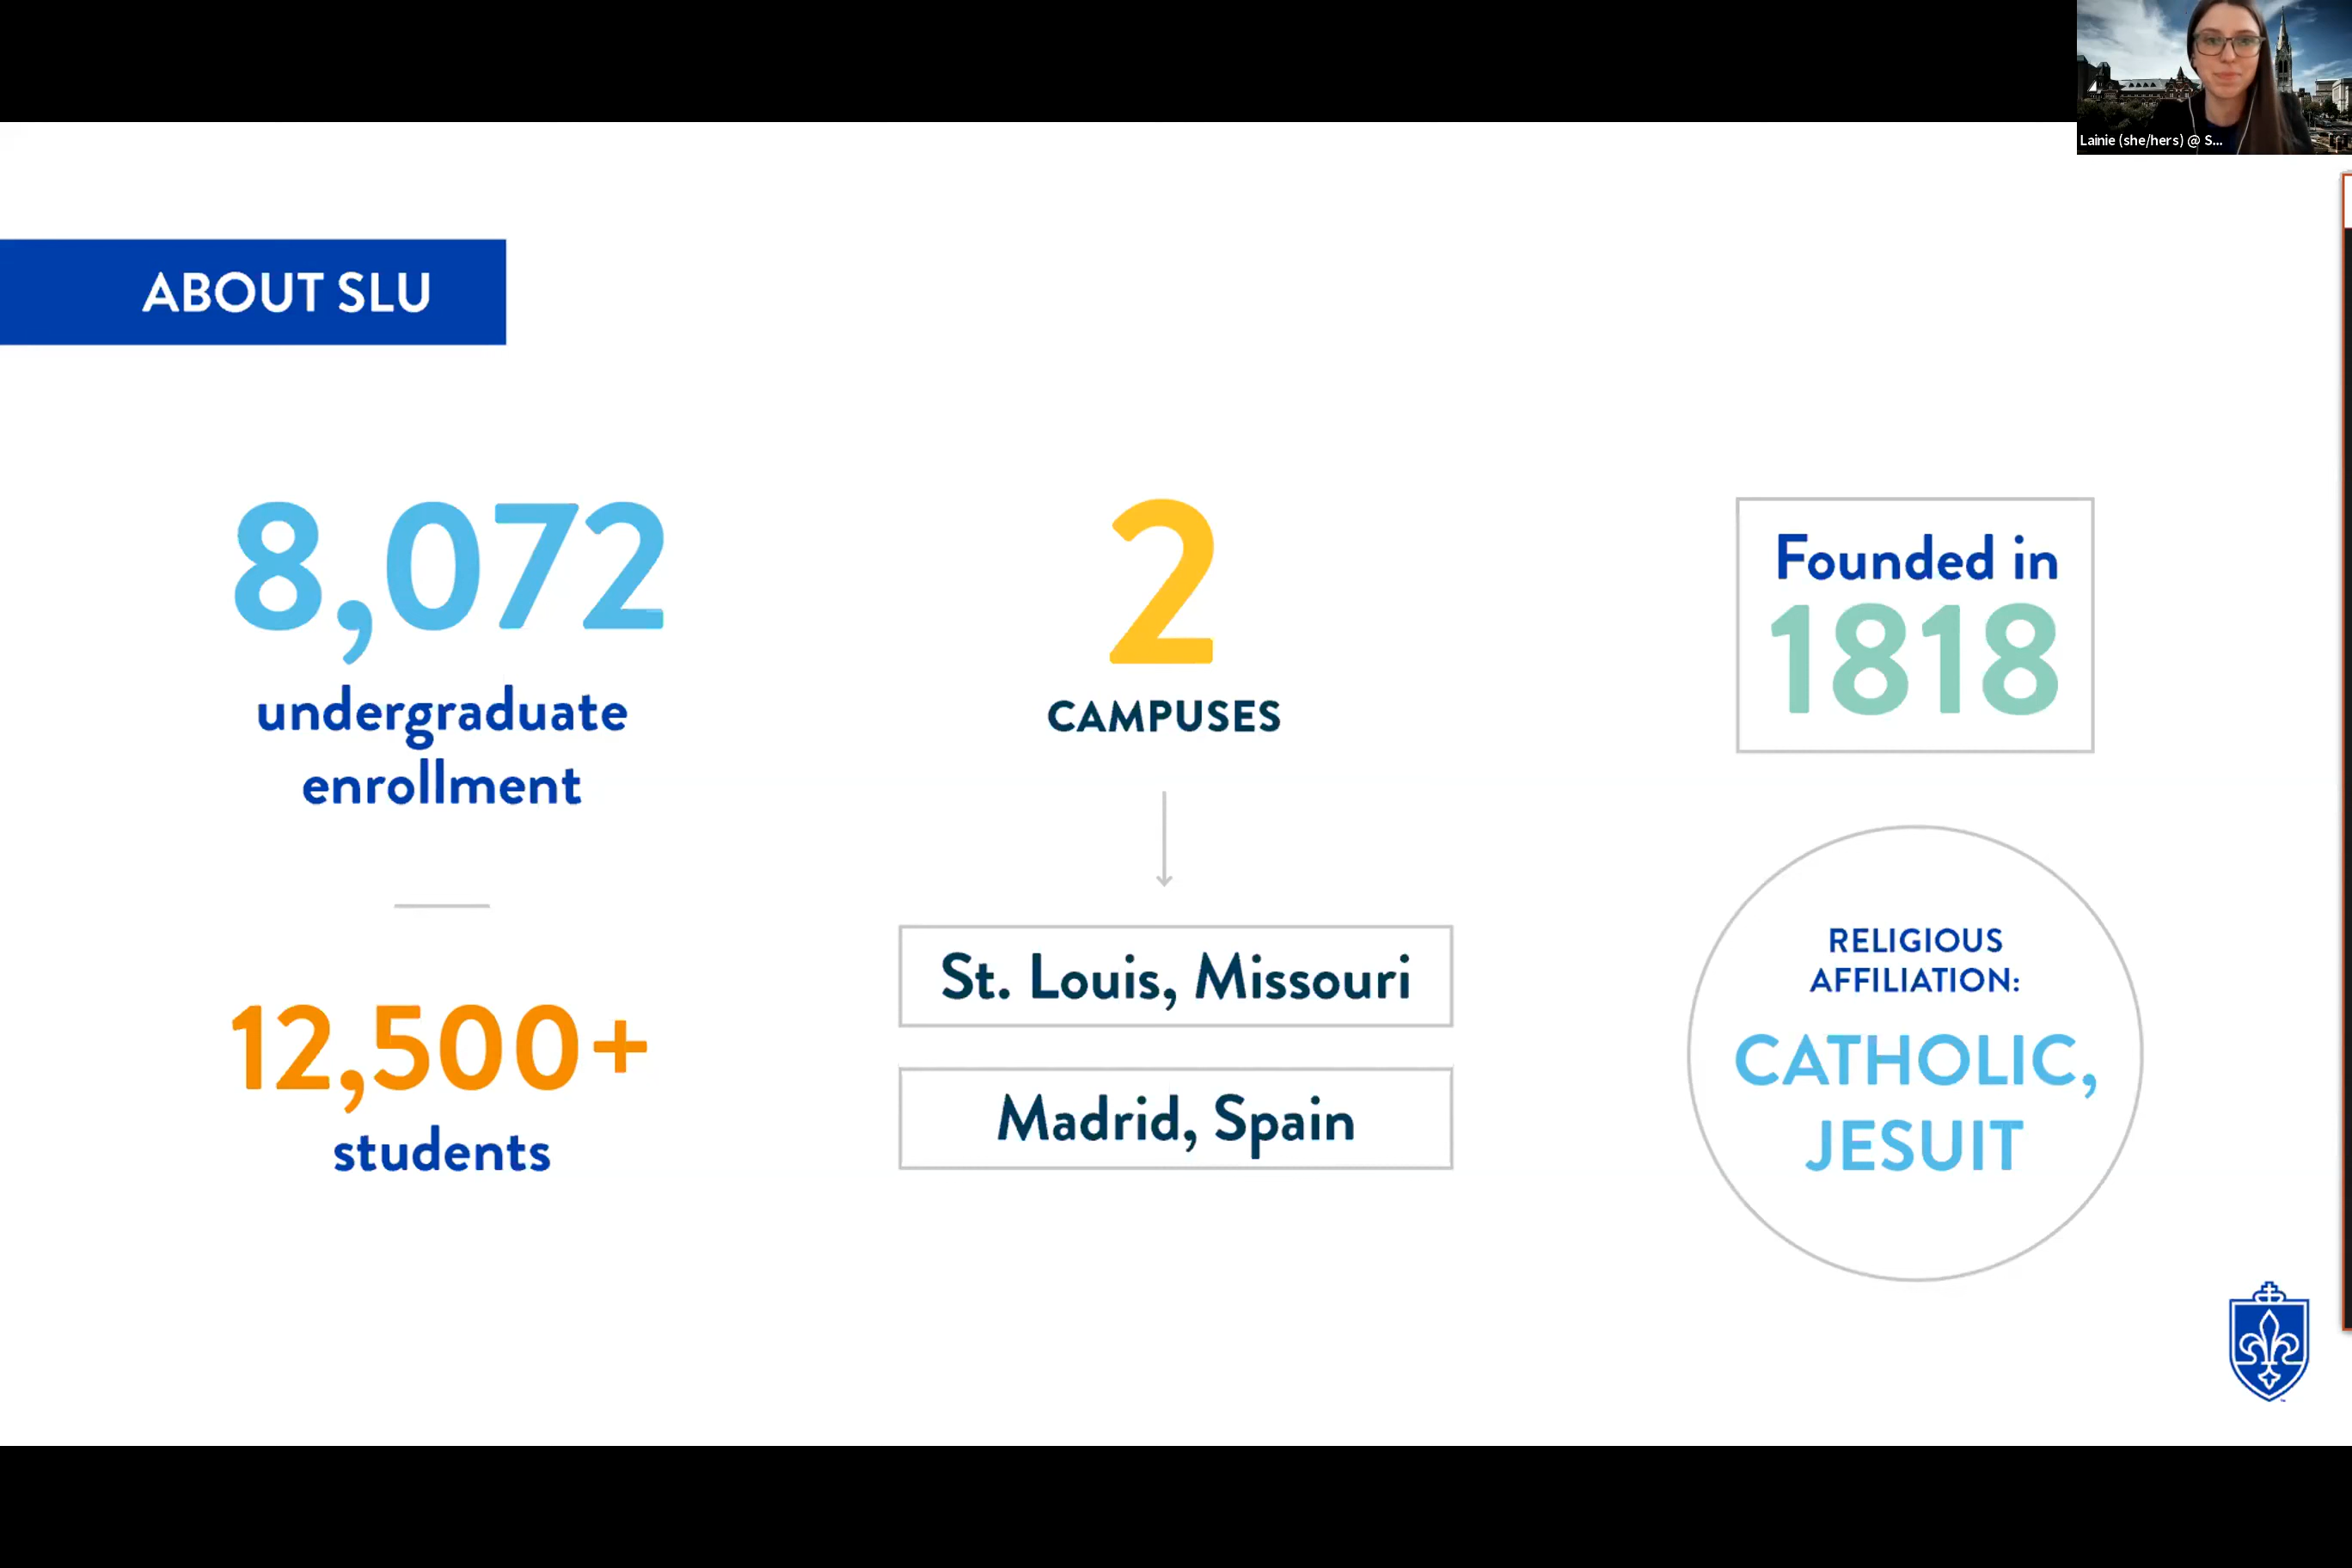 Lainie (she/hers) @ S...
ABOUT SLU
8,072
undergraduate
enrollment
12,500+
students
2
CAMPUSES
St. Louis, Missouri
Madrid, Spain
Founded in
1818
RELIGIOUS
AFFILIATION:
CATHOLIC,
JESUIT